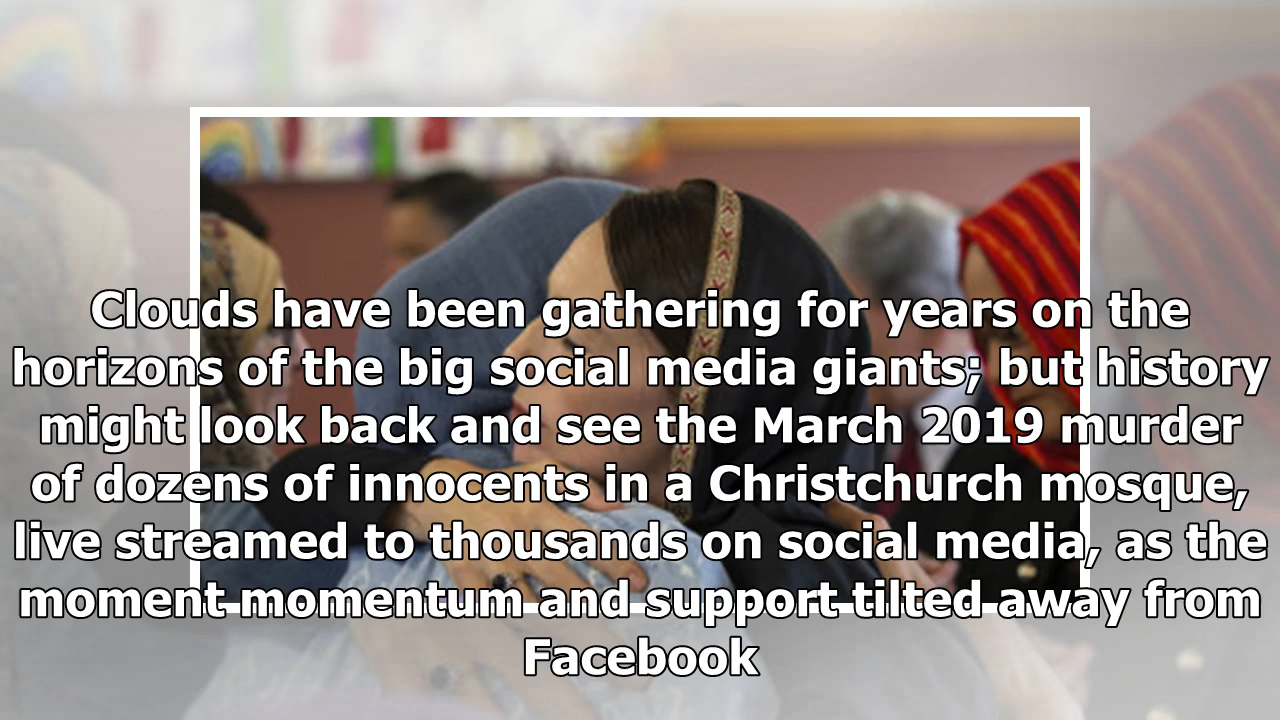 Clouds have been gathering for years on the
horizons of the big social media giants; but history
might look back and see the March 2019 murder
of dozens of innocents in a Christchurch mosque,
live streamed to thousands on social media, as the
moment momentum and support tilted away from
Facebook